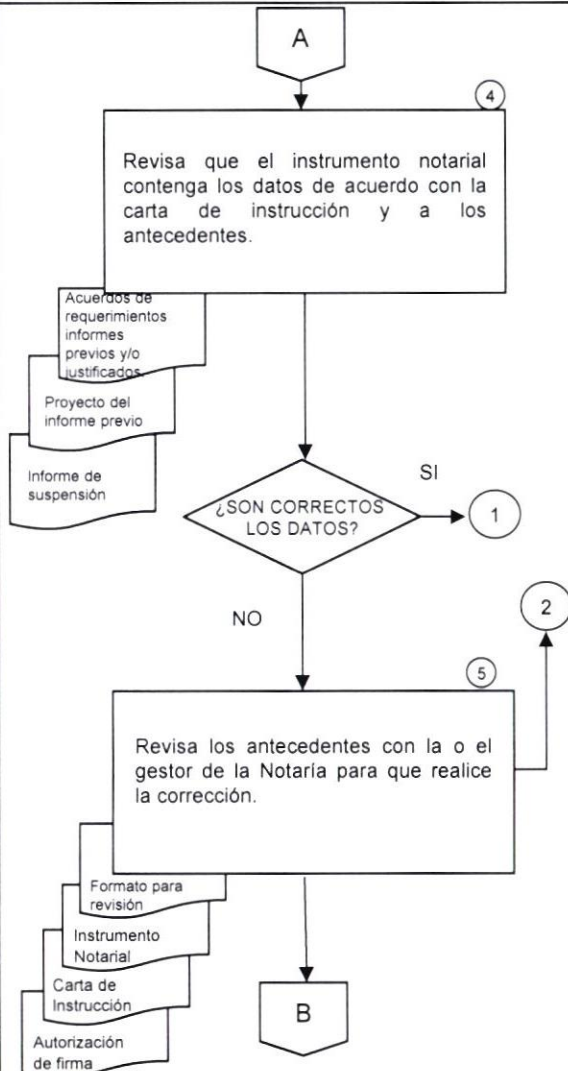 A
4
Revisa que el instrumento notarial
contenga los datos de acuerdo con la
carta de instrucción y a los
antecedentes.
Acuerdos de
requerimientos
informes
previos y/o
justificados.
Proyecto del
informe previo
Informe de
suspensión
SI
¿SON CORRECTOS
LOS DATOS?
1
NO
2
5
Revisa los antecedentes con la o el
gestor de la Notaría para que realice
la corrección.
Formato para
revisión
Instrumento
Notarial
Carta de
Instrucción
Autorización
de firma
B